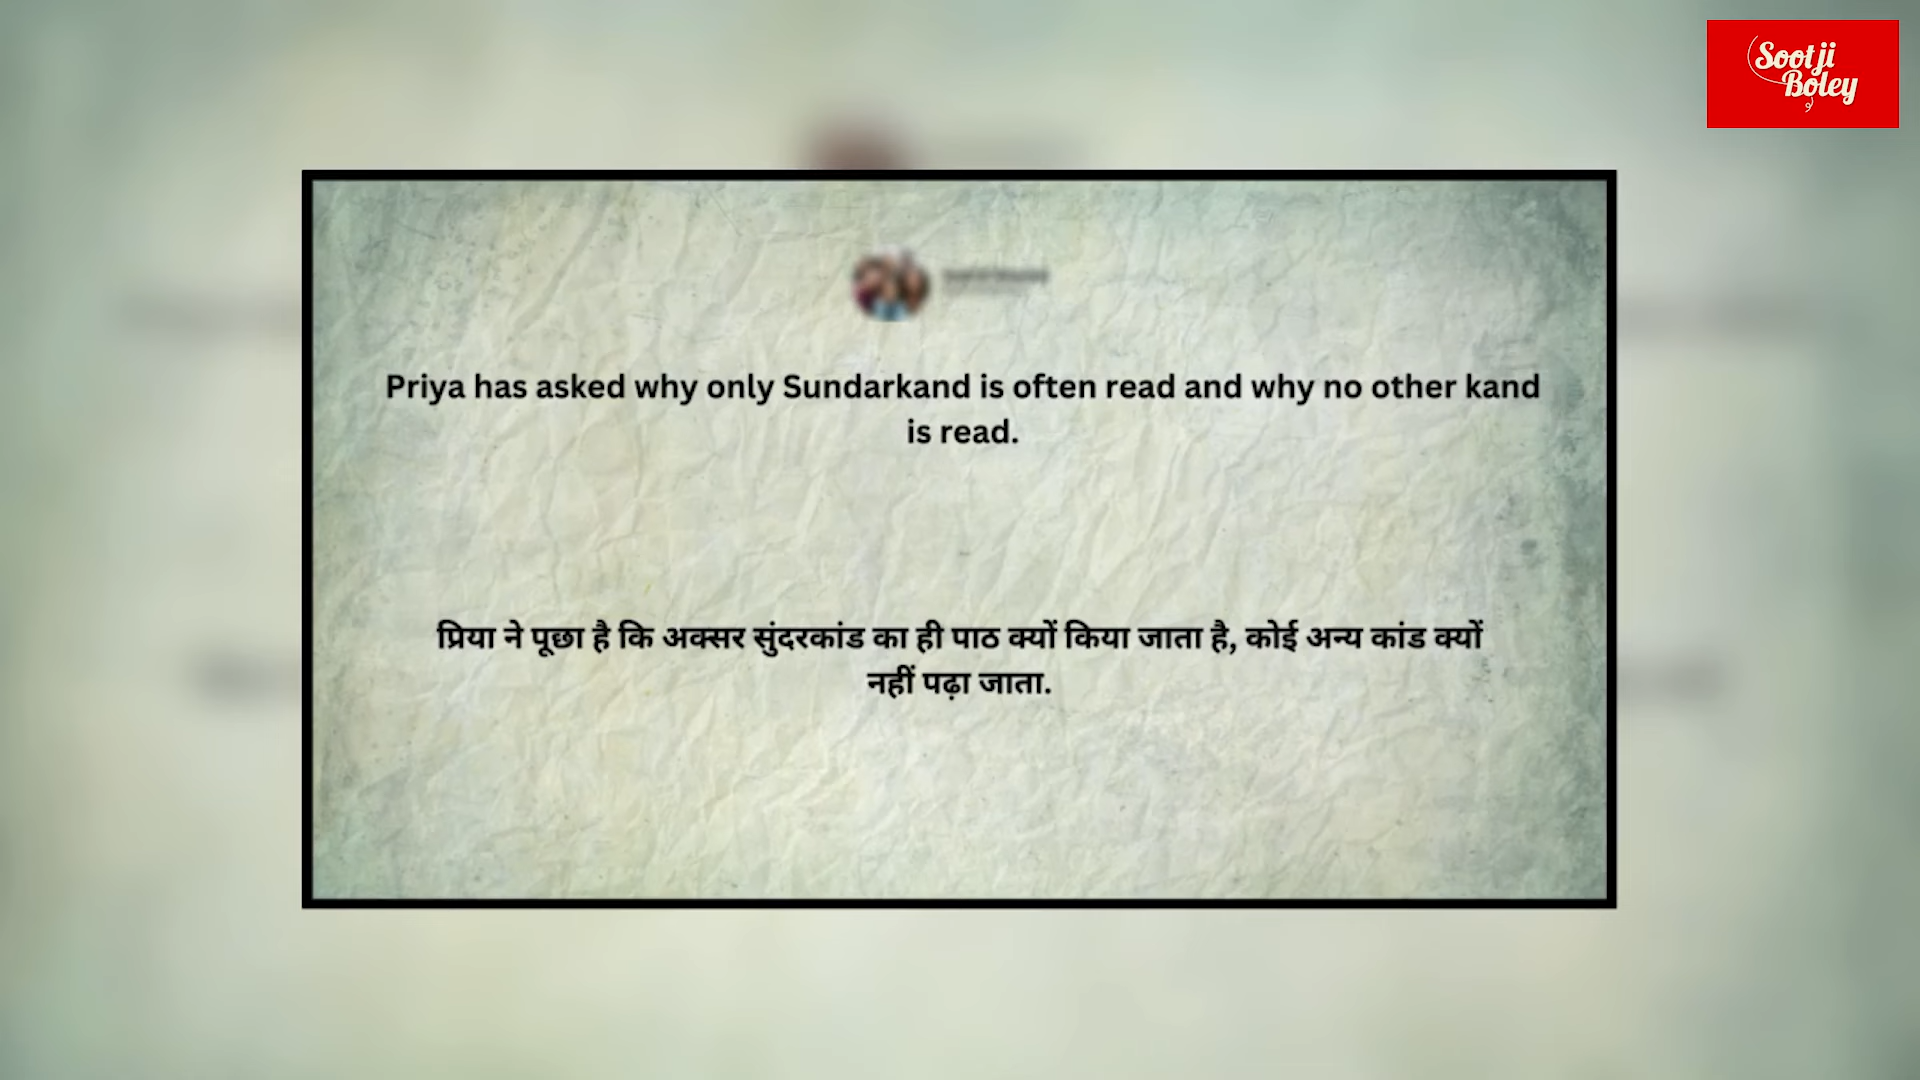 Sootji
Boley
Priya has asked why only Sundarkand is often read and why no other kand
is read.
प्रिया ने पूछा है कि अक्सर सुंदरकांड का ही पाठ क्यों किया जाता है, कोई अन्य कांड क्यों
नहीं पढ़ा जाता.